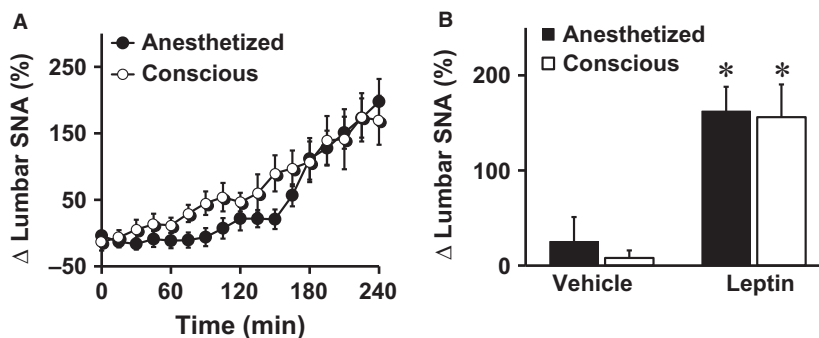 A
Anesthetized
Conscious
Δ Lumbar SNA (%)
250
150
50
–50
0
60
120
180
240
Time (min)
B
Anesthetized
Conscious
Δ Lumbar SNA (%)
200
100
0
* *
Vehicle
Leptin